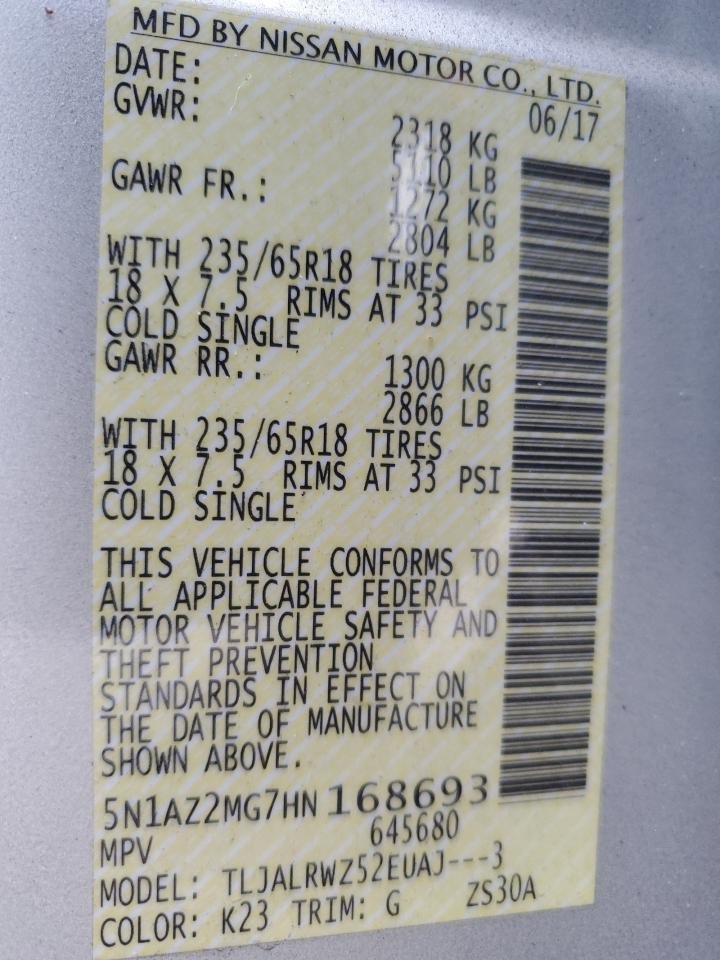 MFD BY NISSAN MOTOR CO., LTD.
DATE: 06/17
GVWR: 2318 KG
5110 LB
GAWR FR.: 1272 KG
2804 LB
WITH 235/65R18 TIRES
18 X 7.5 RIMS AT 33 PSI
COLD SINGLE
GAWR RR.: 1300 KG
2866 LB
WITH 235/65R18 TIRES
18 X 7.5 RIMS AT 33 PSI
COLD SINGLE
THIS VEHICLE CONFORMS TO
ALL APPLICABLE FEDERAL
MOTOR VEHICLE SAFETY AND
THEFT PREVENTION
STANDARDS IN EFFECT ON
THE DATE OF MANUFACTURE
SHOWN ABOVE.
5N1AZ2MG7HN168693
MPV 645680
MODEL: TLJALRWZ52EUAJ---3
COLOR: K23 TRIM: G ZS30A